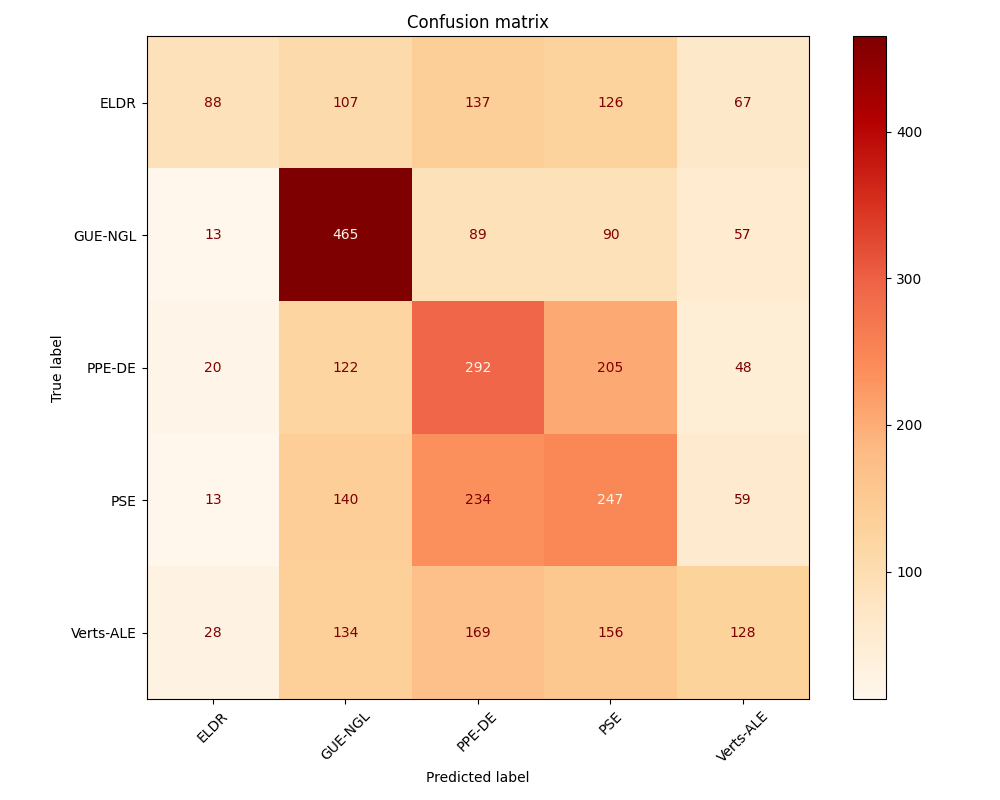 Confusion matrix
True label
ELDR 88 107 137 126 67
GUE-NGL 13 465 89 90 57
PPE-DE 20 122 292 205 48
PSE 13 140 234 247 59
Verts-ALE 28 134 169 156 128
ELDR GUE-NGL PPE-DE PSE Verts-ALE
Predicted label
400
300
200
100